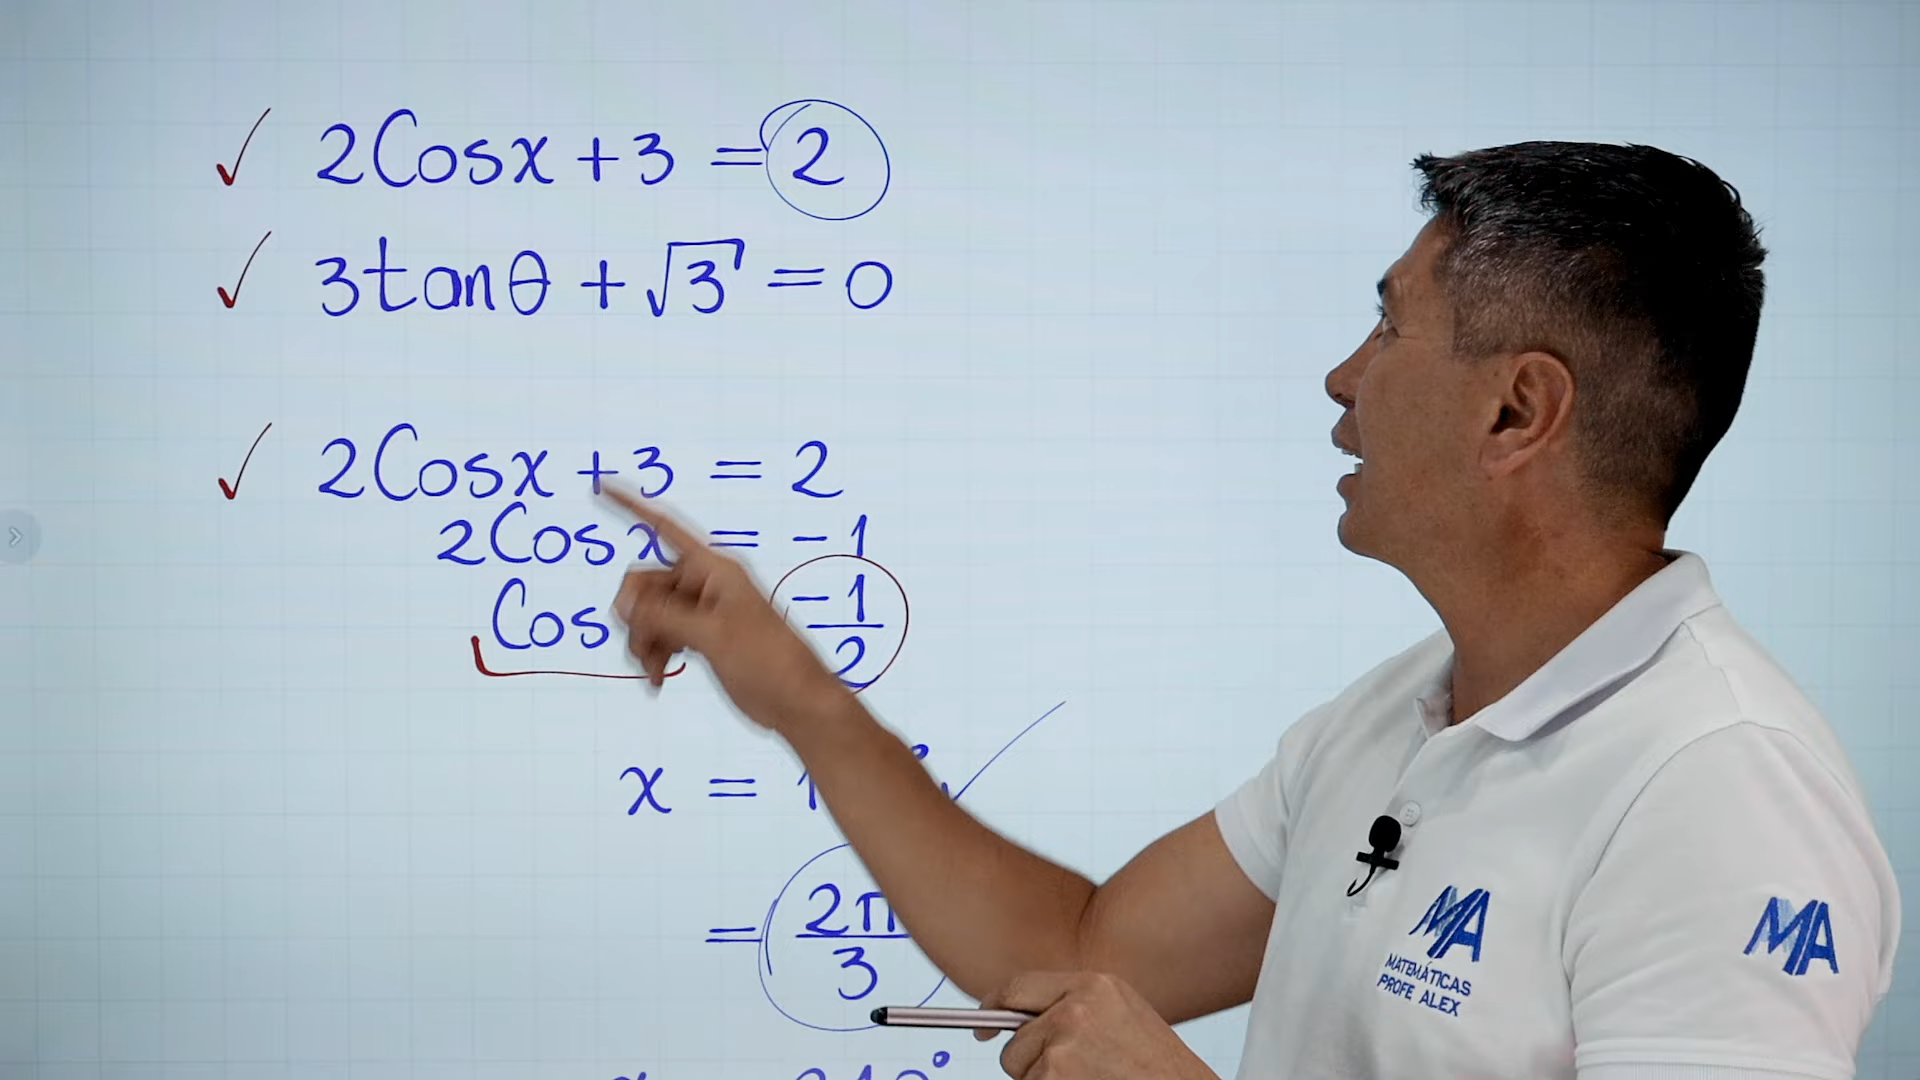 ✓ 2Cosx + 3 = 2
✓ 3tanθ + √3 = 0
✓ 2Cosx + 3 = 2
2Cosx = -1
Cos -1/2
x = 1
= 2π/3
MA
MATEMÁTICAS
PROFE ALEX
MA